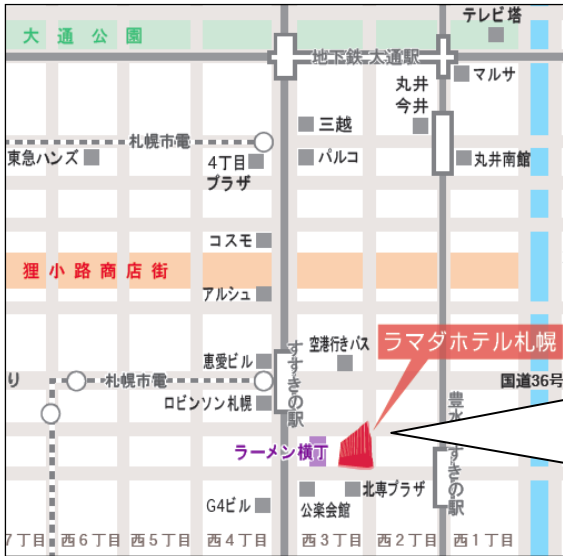 テレビ塔
大通公園
地下鉄 大通駅
マルサ
丸井
今井
三越
札幌市電
東急ハンズ
4丁目
プラザ
パルコ
丸井南館
コスモ
狸小路商店街
アルシュ
ラマダホテル札幌
空港行きバス
恵愛ビル
すすきの駅
り
札幌市電
国道36号
ロビンソン札幌
豊水すすきの駅
ラーメン横丁
北専プラザ
G4ビル
公楽会館
7丁目
西6丁目
西5丁目
西4丁目
西3丁目
西2丁目
西1丁目